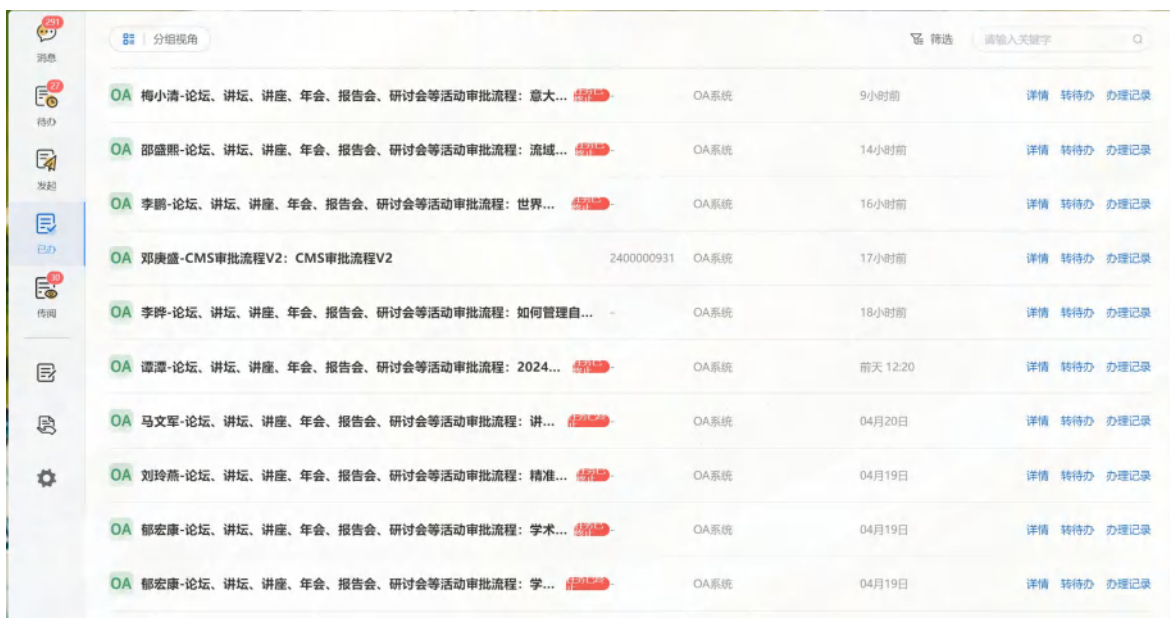 291
消息
27
待办
发起
已办
30
传阅
分组视角
筛选
请输入关键字
OA 梅小清-论坛、讲坛、讲座、年会、报告会、研讨会等活动审批流程：意大... - OA系统 9小时前 详情 转待办 办理记录
OA 邵盛熙-论坛、讲坛、讲座、年会、报告会、研讨会等活动审批流程：流域... - OA系统 14小时前 详情 转待办 办理记录
OA 李鹏-论坛、讲坛、讲座、年会、报告会、研讨会等活动审批流程：世界... - OA系统 16小时前 详情 转待办 办理记录
OA 邓庚盛-CMS审批流程V2：CMS审批流程V2 2400000931 OA系统 17小时前 详情 转待办 办理记录
OA 李晔-论坛、讲坛、讲座、年会、报告会、研讨会等活动审批流程：如何管理自... - OA系统 18小时前 详情 转待办 办理记录
OA 谭潭-论坛、讲坛、讲座、年会、报告会、研讨会等活动审批流程：2024... - OA系统 前天 12:20 详情 转待办 办理记录
OA 马文军-论坛、讲坛、讲座、年会、报告会、研讨会等活动审批流程：讲... - OA系统 04月20日 详情 转待办 办理记录
OA 刘玲燕-论坛、讲坛、讲座、年会、报告会、研讨会等活动审批流程：精准... - OA系统 04月19日 详情 转待办 办理记录
OA 郁宏康-论坛、讲坛、讲座、年会、报告会、研讨会等活动审批流程：学术... - OA系统 04月19日 详情 转待办 办理记录
OA 郁宏康-论坛、讲坛、讲座、年会、报告会、研讨会等活动审批流程：学... - OA系统 04月19日 详情 转待办 办理记录